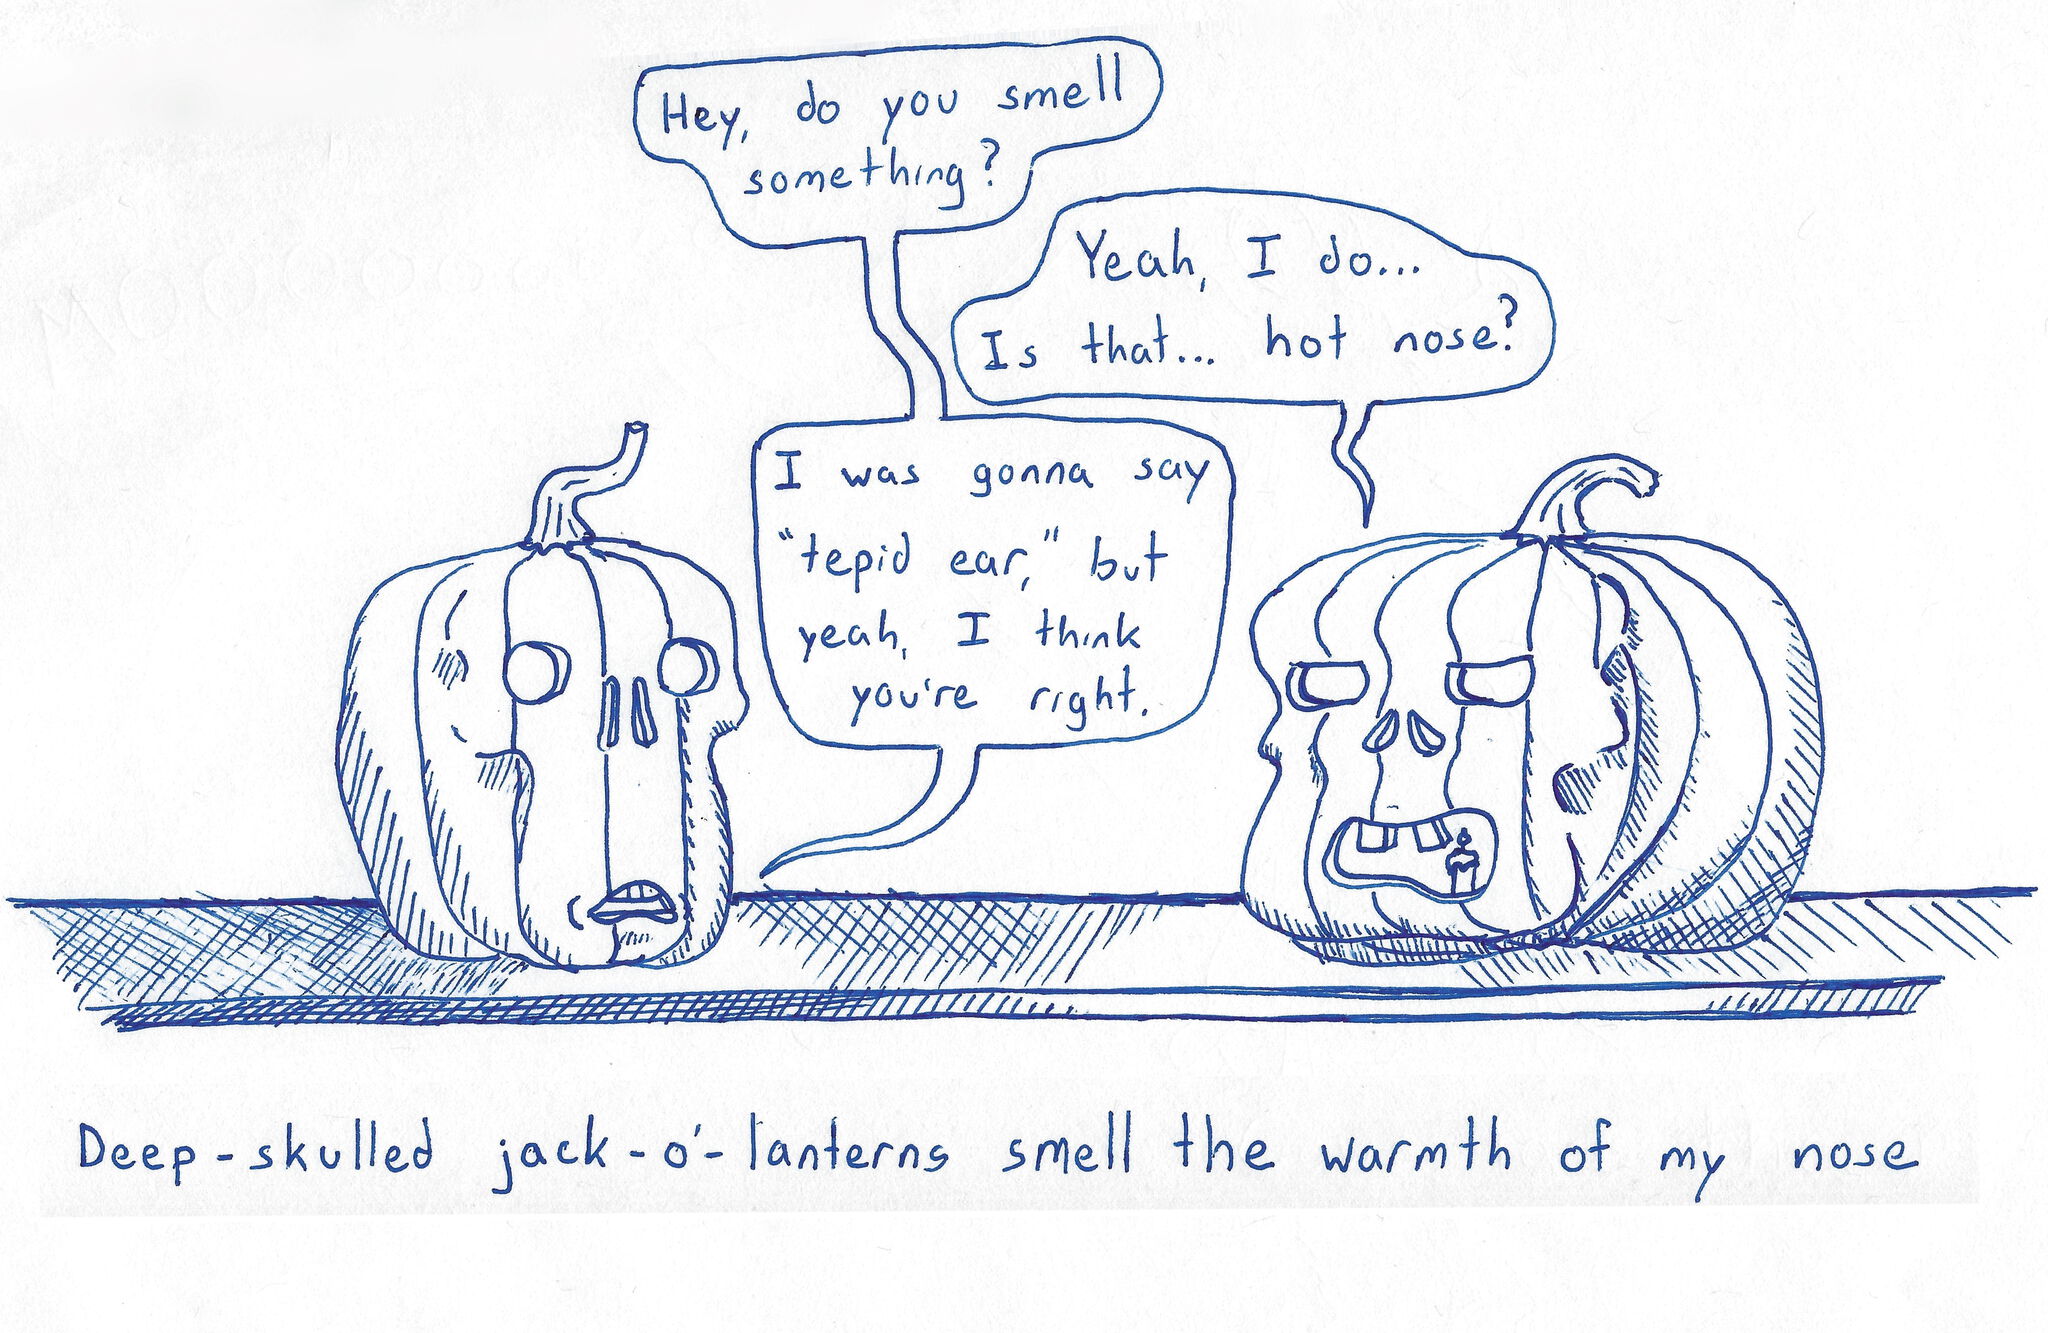 Hey, do you smell
something?
Yeah, I do...
Is that... hot nose?
I was gonna say
"tepid ear," but
yeah, I think
you're right.
Deep-skulled jack-o'-lanterns smell the warmth of my nose